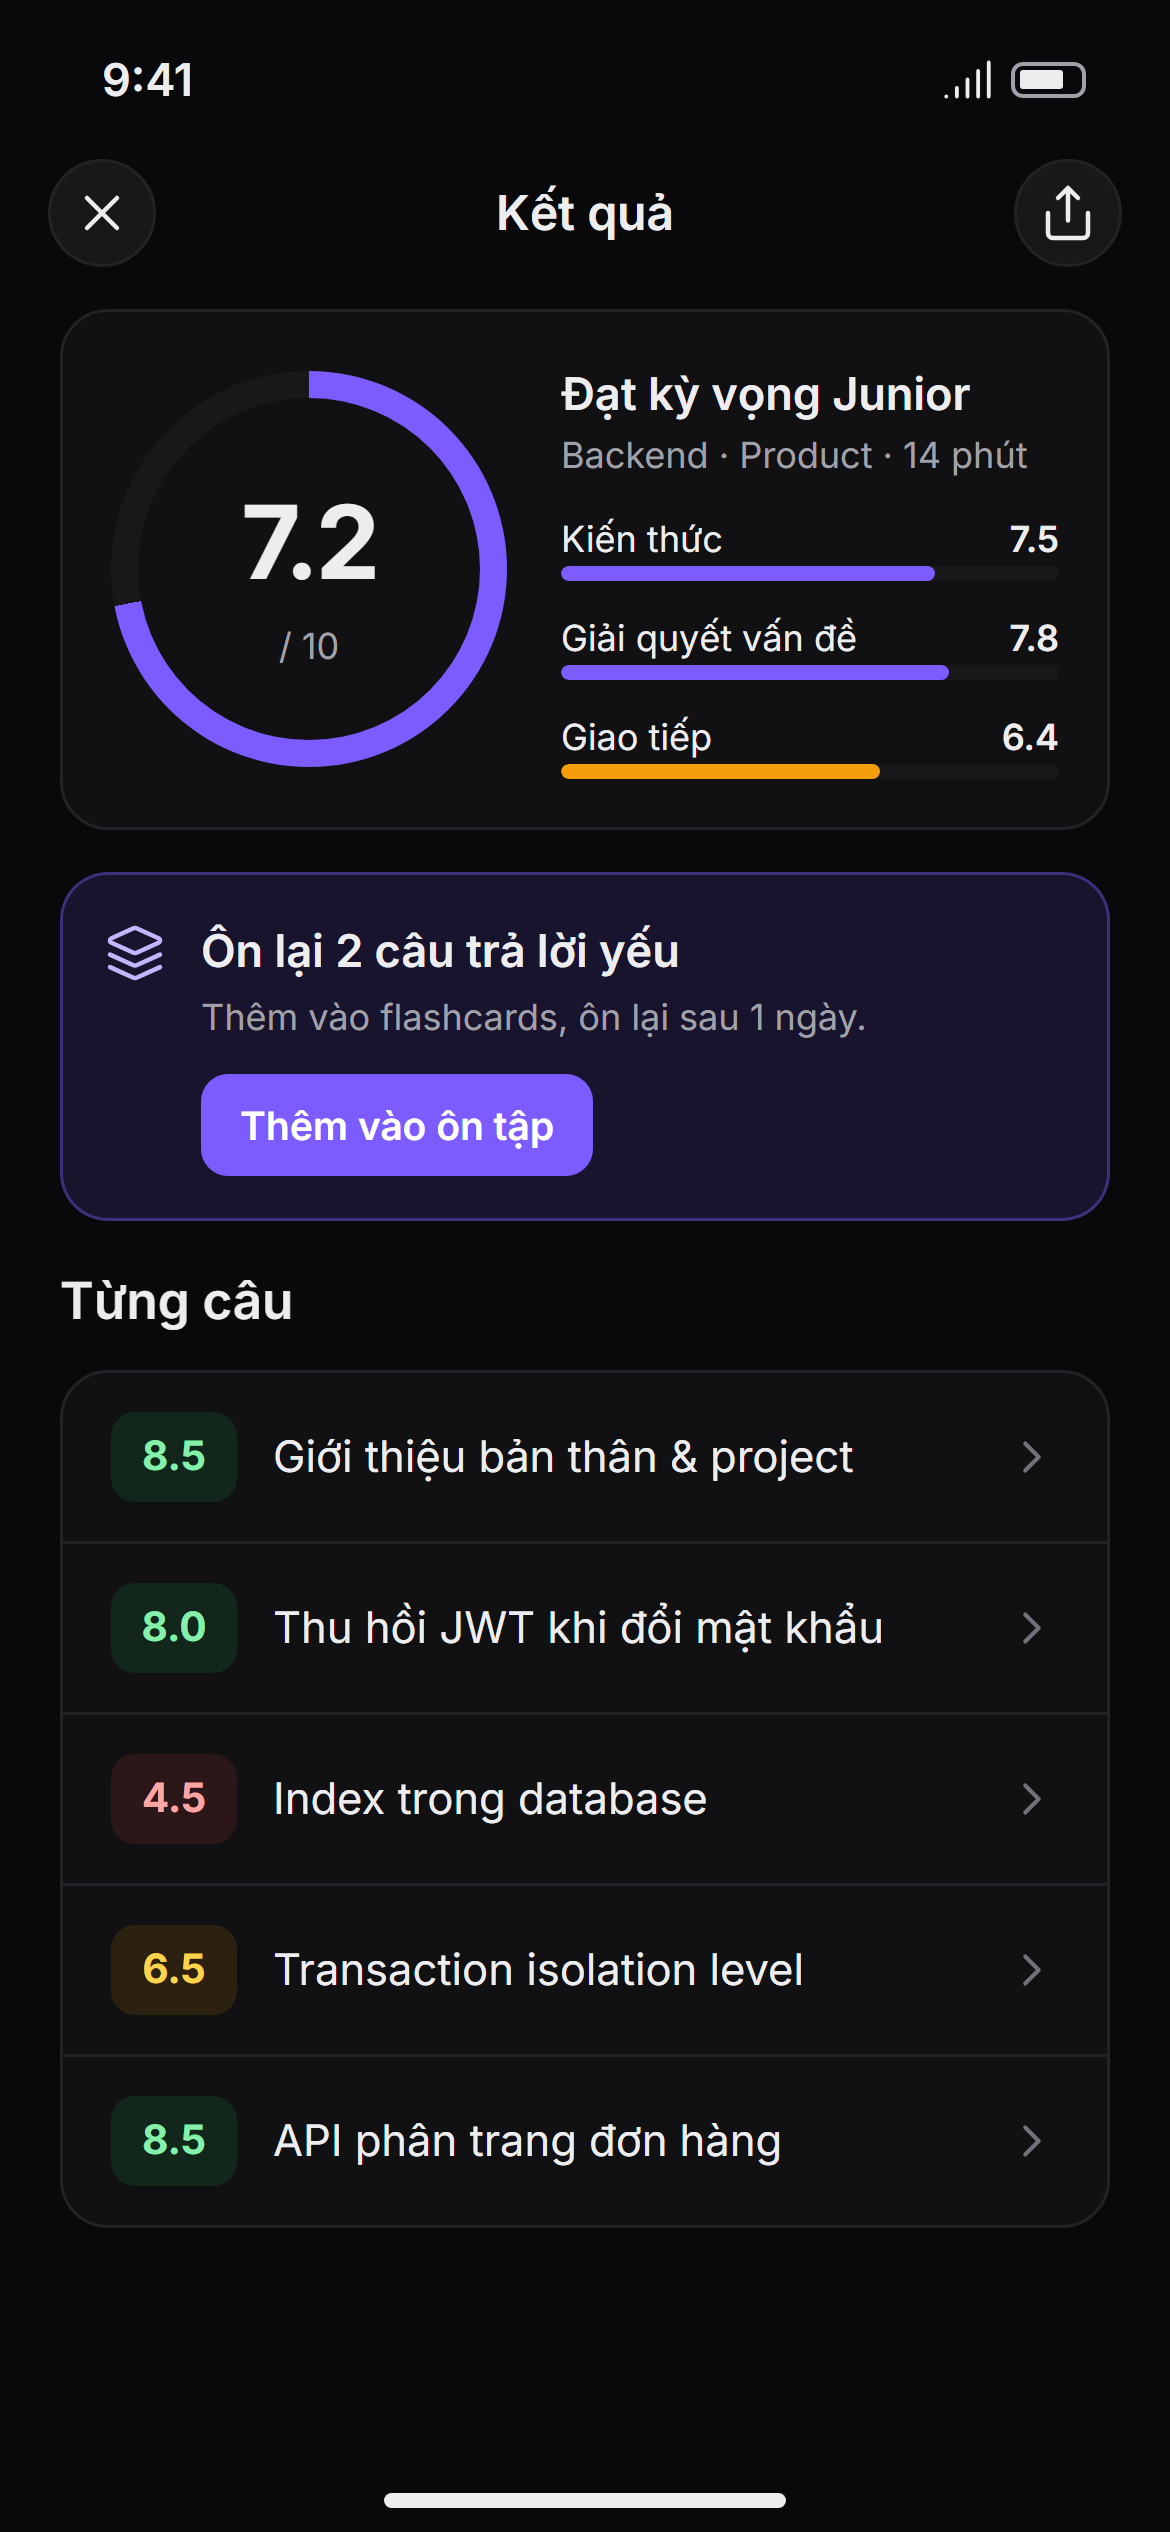 9:41
Kết quả
7.2
/ 10
Đạt kỳ vọng Junior
Backend · Product · 14 phút
Kiến thức 7.5
Giải quyết vấn đề 7.8
Giao tiếp 6.4
Ôn lại 2 câu trả lời yếu
Thêm vào flashcards, ôn lại sau 1 ngày.
Thêm vào ôn tập
Từng câu
8.5 Giới thiệu bản thân & project
8.0 Thu hồi JWT khi đổi mật khẩu
4.5 Index trong database
6.5 Transaction isolation level
8.5 API phân trang đơn hàng